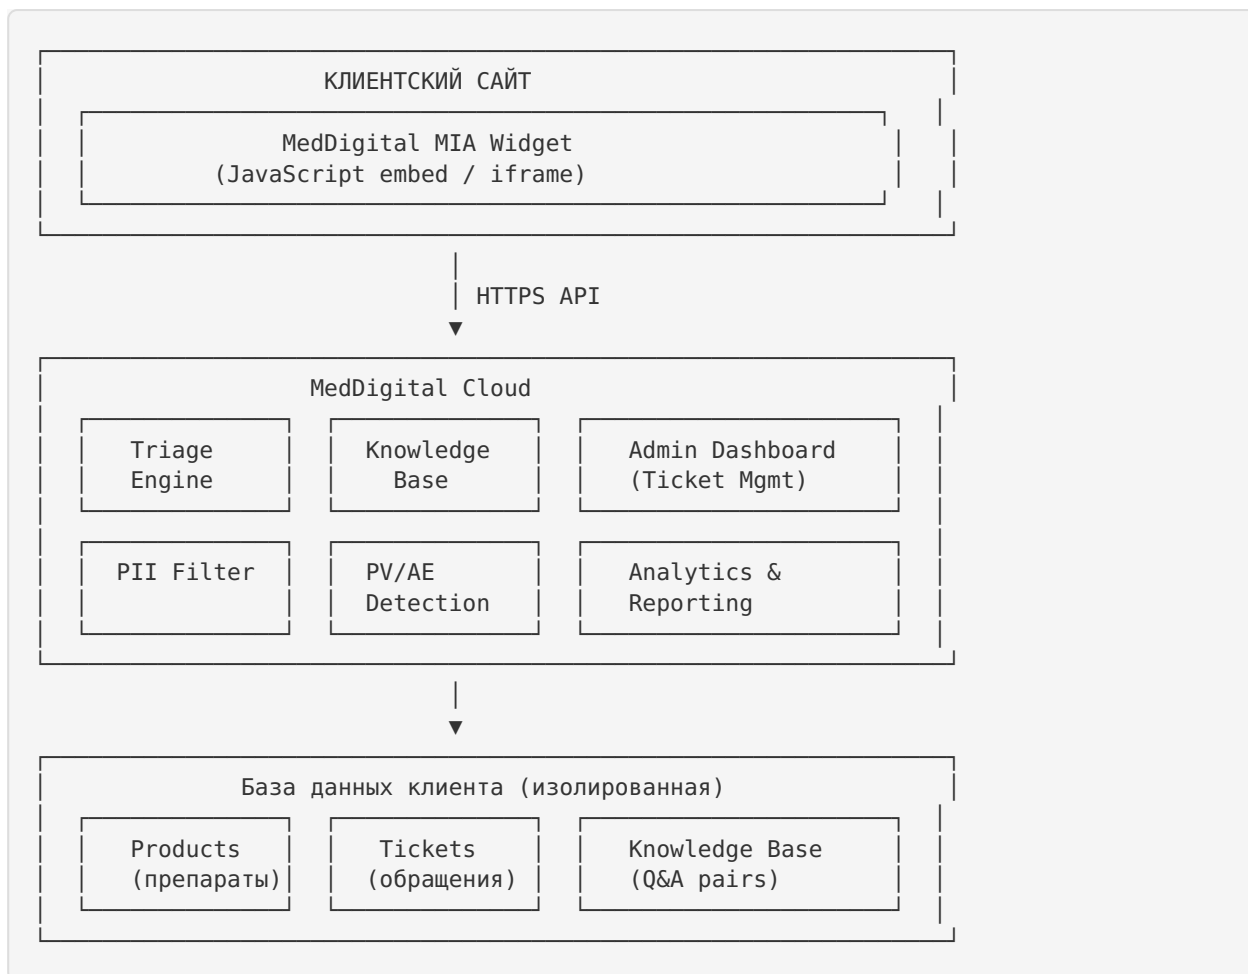 КЛИЕНТСКИЙ САЙТ
MedDigital MIA Widget
(JavaScript embed / iframe)
HTTPS API
MedDigital Cloud
Triage Knowledge Admin Dashboard
Engine Base (Ticket Mgmt)
PII Filter PV/AE Analytics &
Detection Reporting
База данных клиента (изолированная)
Products Tickets Knowledge Base
(препараты) (обращения) (Q&A pairs)